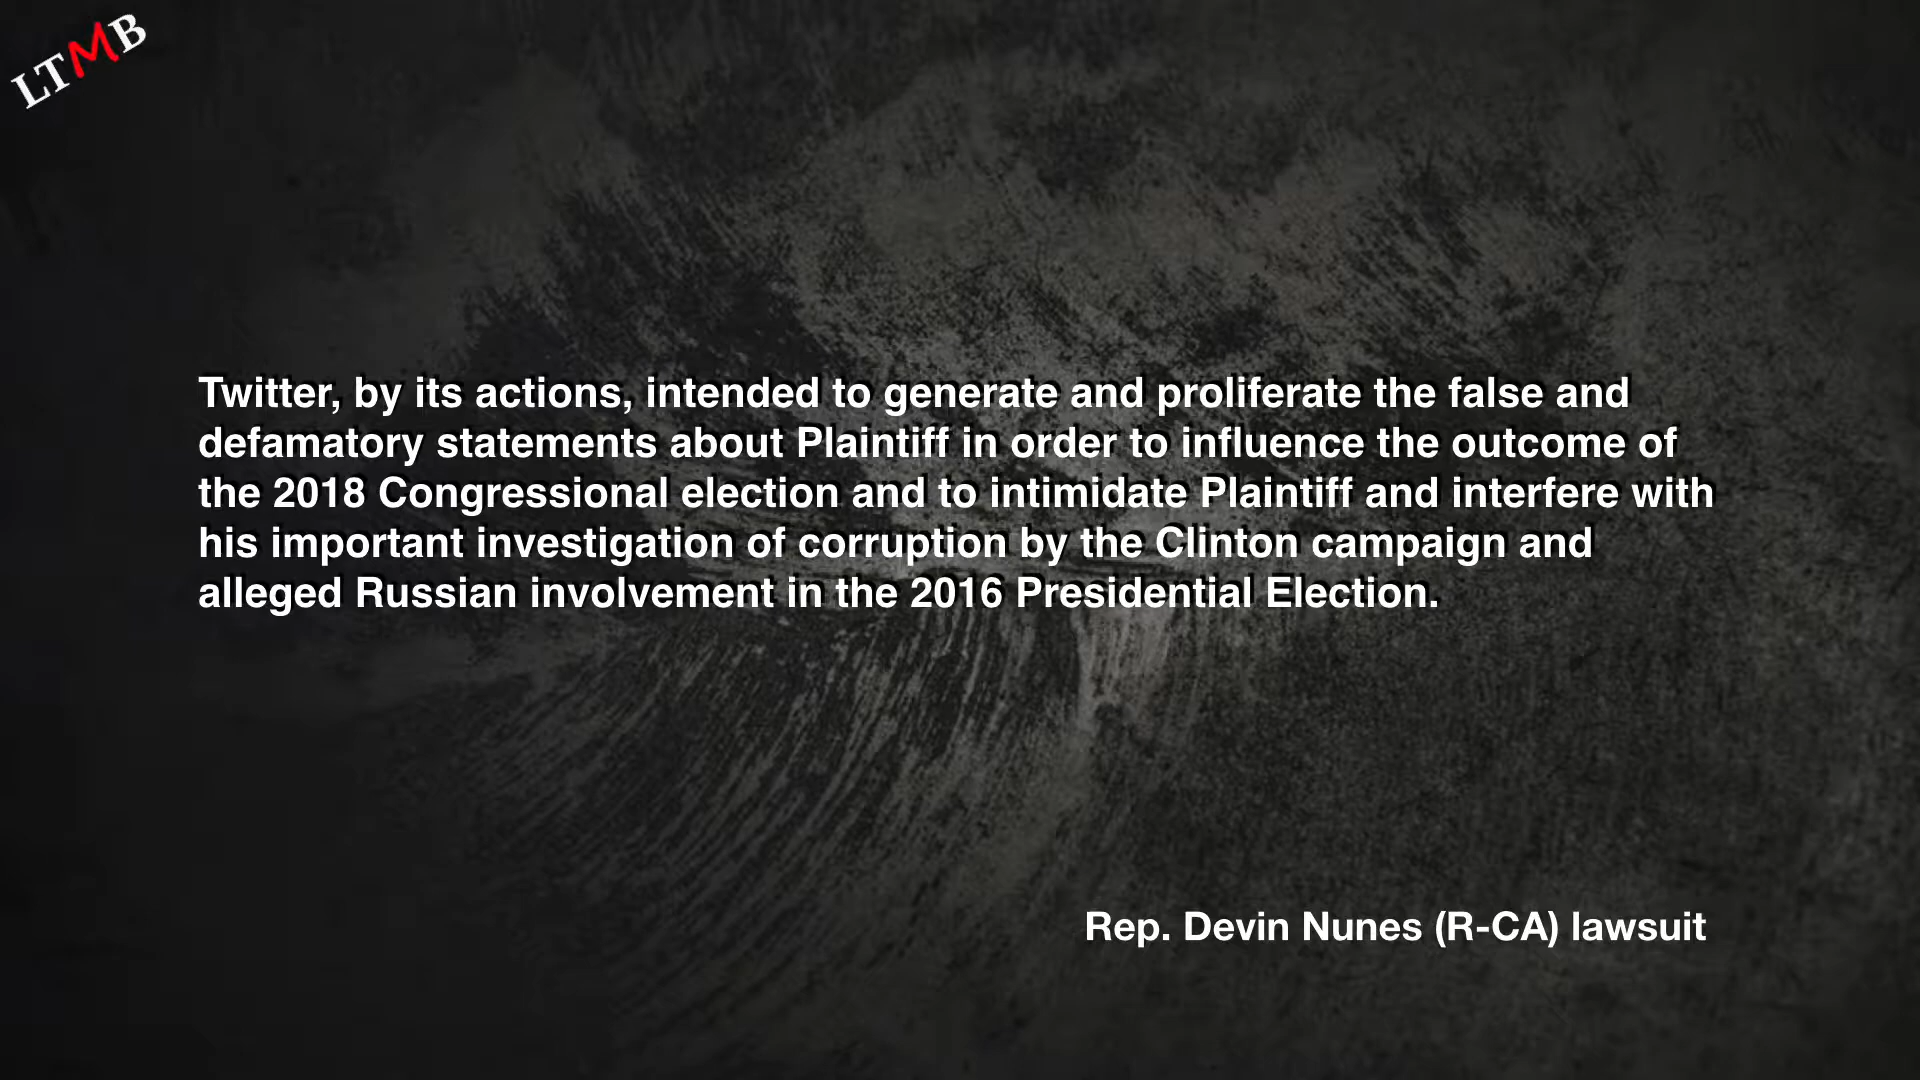 LTMB
Twitter, by its actions, intended to generate and proliferate the false and
defamatory statements about Plaintiff in order to influence the outcome of
the 2018 Congressional election and to intimidate Plaintiff and interfere with
his important investigation of corruption by the Clinton campaign and
alleged Russian involvement in the 2016 Presidential Election.
Rep. Devin Nunes (R-CA) lawsuit